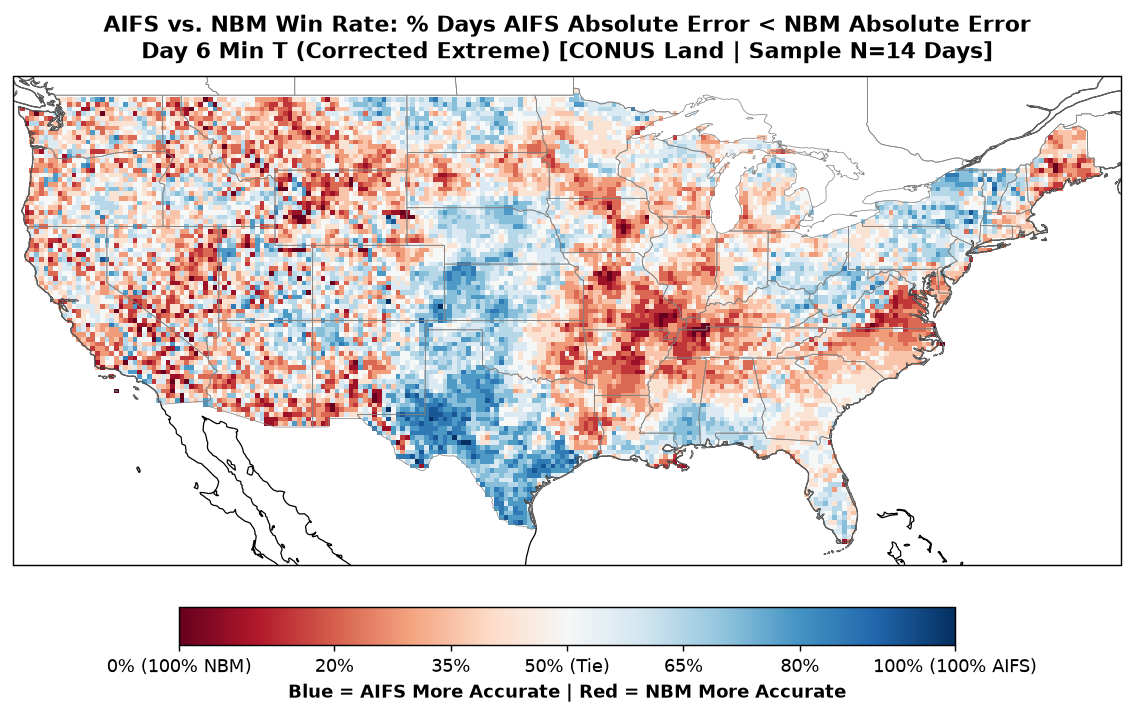 AIFS vs. NBM Win Rate: % Days AIFS Absolute Error < NBM Absolute Error
Day 6 Min T (Corrected Extreme) [CONUS Land | Sample N=14 Days]
0% (100% NBM) 20% 35% 50% (Tie) 65% 80% 100% (100% AIFS)
Blue = AIFS More Accurate | Red = NBM More Accurate